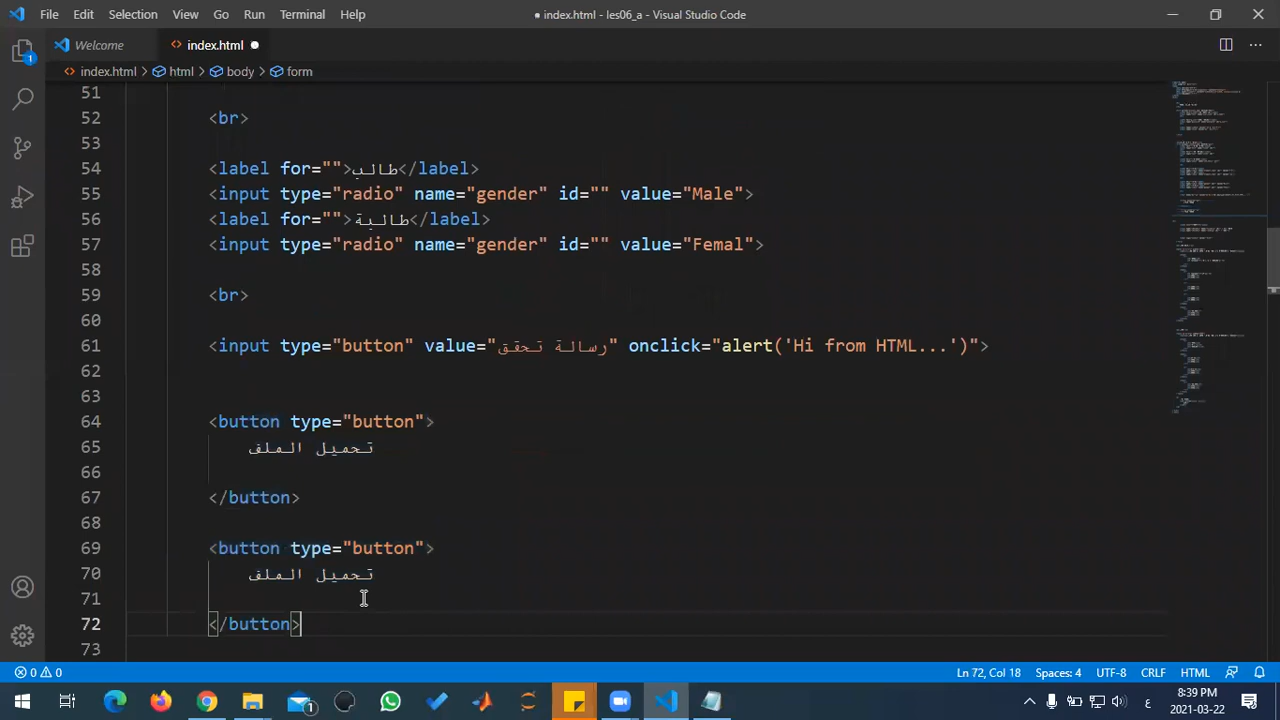 File Edit Selection View Go Run Terminal Help
● index.html - les06_a - Visual Studio Code
Welcome
index.html
index.html > html > body > form
51
52 <br>
53
54 <label for="">طالب</label>
55 <input type="radio" name="gender" id="" value="Male">
56 <label for="">طالبة</label>
57 <input type="radio" name="gender" id="" value="Femal">
58
59 <br>
60
61 <input type="button" value="رسالة تحقق" onclick="alert('Hi from HTML...')">
62
63
64 <button type="button">
65 تحميل الملف
66
67 </button>
68
69 <button type="button">
70 تحميل الملف
71
72 </button>
73
1
0 0
Ln 72, Col 18 Spaces: 4 UTF-8 CRLF HTML
1
ع
8:39 PM
2021-03-22